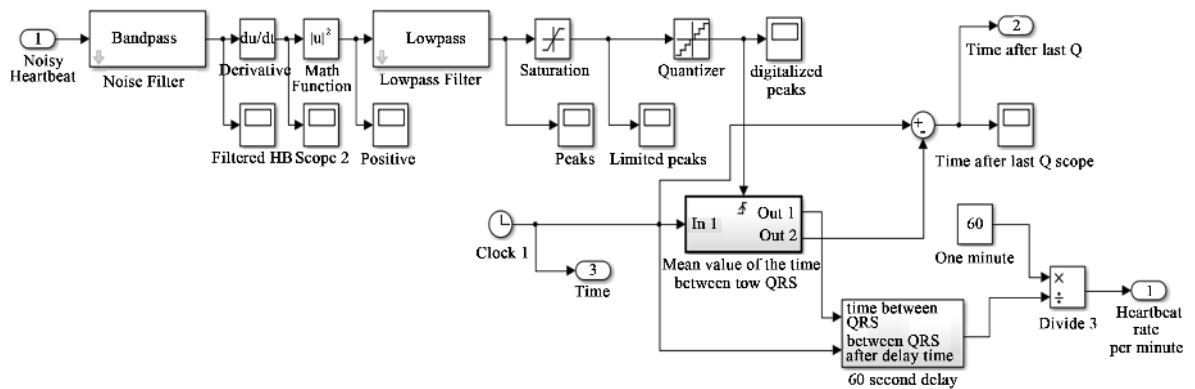 1
Noisy
Heartbeat
Bandpass
Noise Filter
du/dt
Derivative
|u|²
Math
Function
Lowpass
Lowpass Filter
Saturation
Quantizer
digitalized
peaks
2
Time after last Q
Filtered HB
Scope 2
Positive
Peaks
Limited peaks
+
-
Time after last Q scope
Clock 1
3
Time
In 1
Out 1
Out 2
Mean value of the time
between tow QRS
60
One minute
time between
QRS
between QRS
after delay time
60 second delay
×
÷
Divide 3
1
Heartbeat
rate
per minute